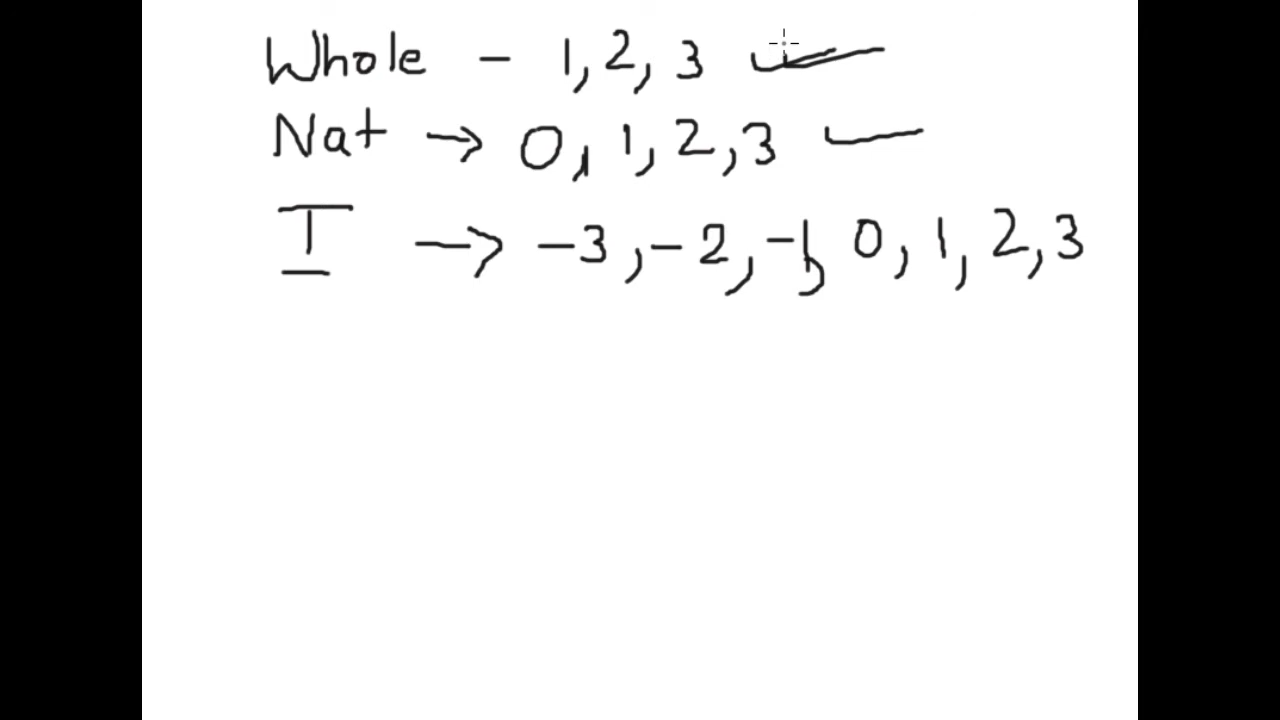 Whole - 1, 2, 3
Nat → 0, 1, 2, 3
I → -3, -2, -1, 0, 1, 2, 3